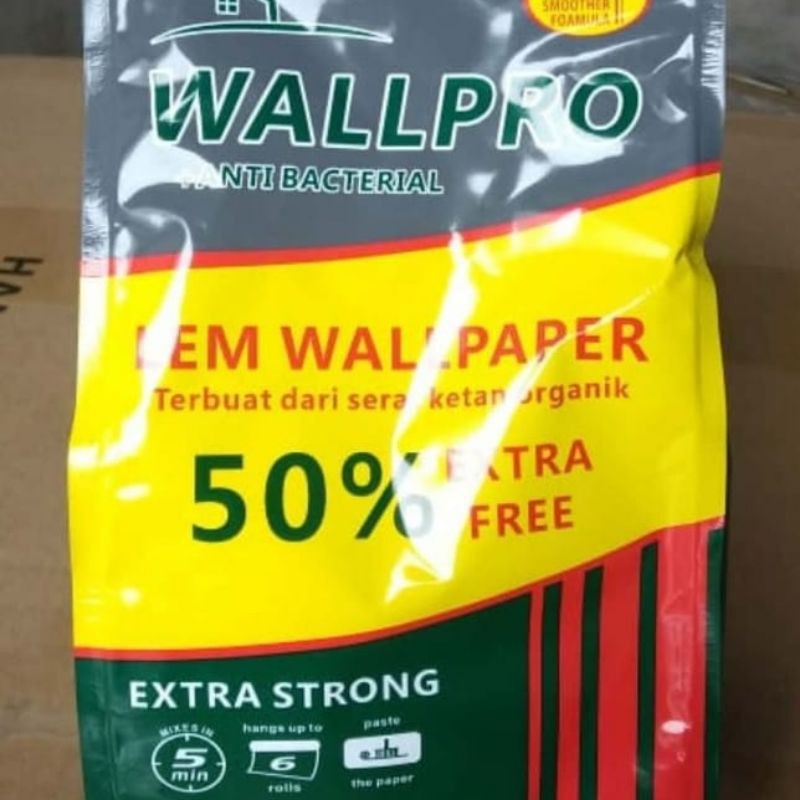 SMOOTHER
FOAMULA !!
WALLPRO
+ANTI BACTERIAL
LEM WALLPAPER
Terbuat dari serat ketan organik
50% EXTRA
FREE
EXTRA STRONG
MIXES IN
5
min
hangs up to
6
rolls
paste
the paper